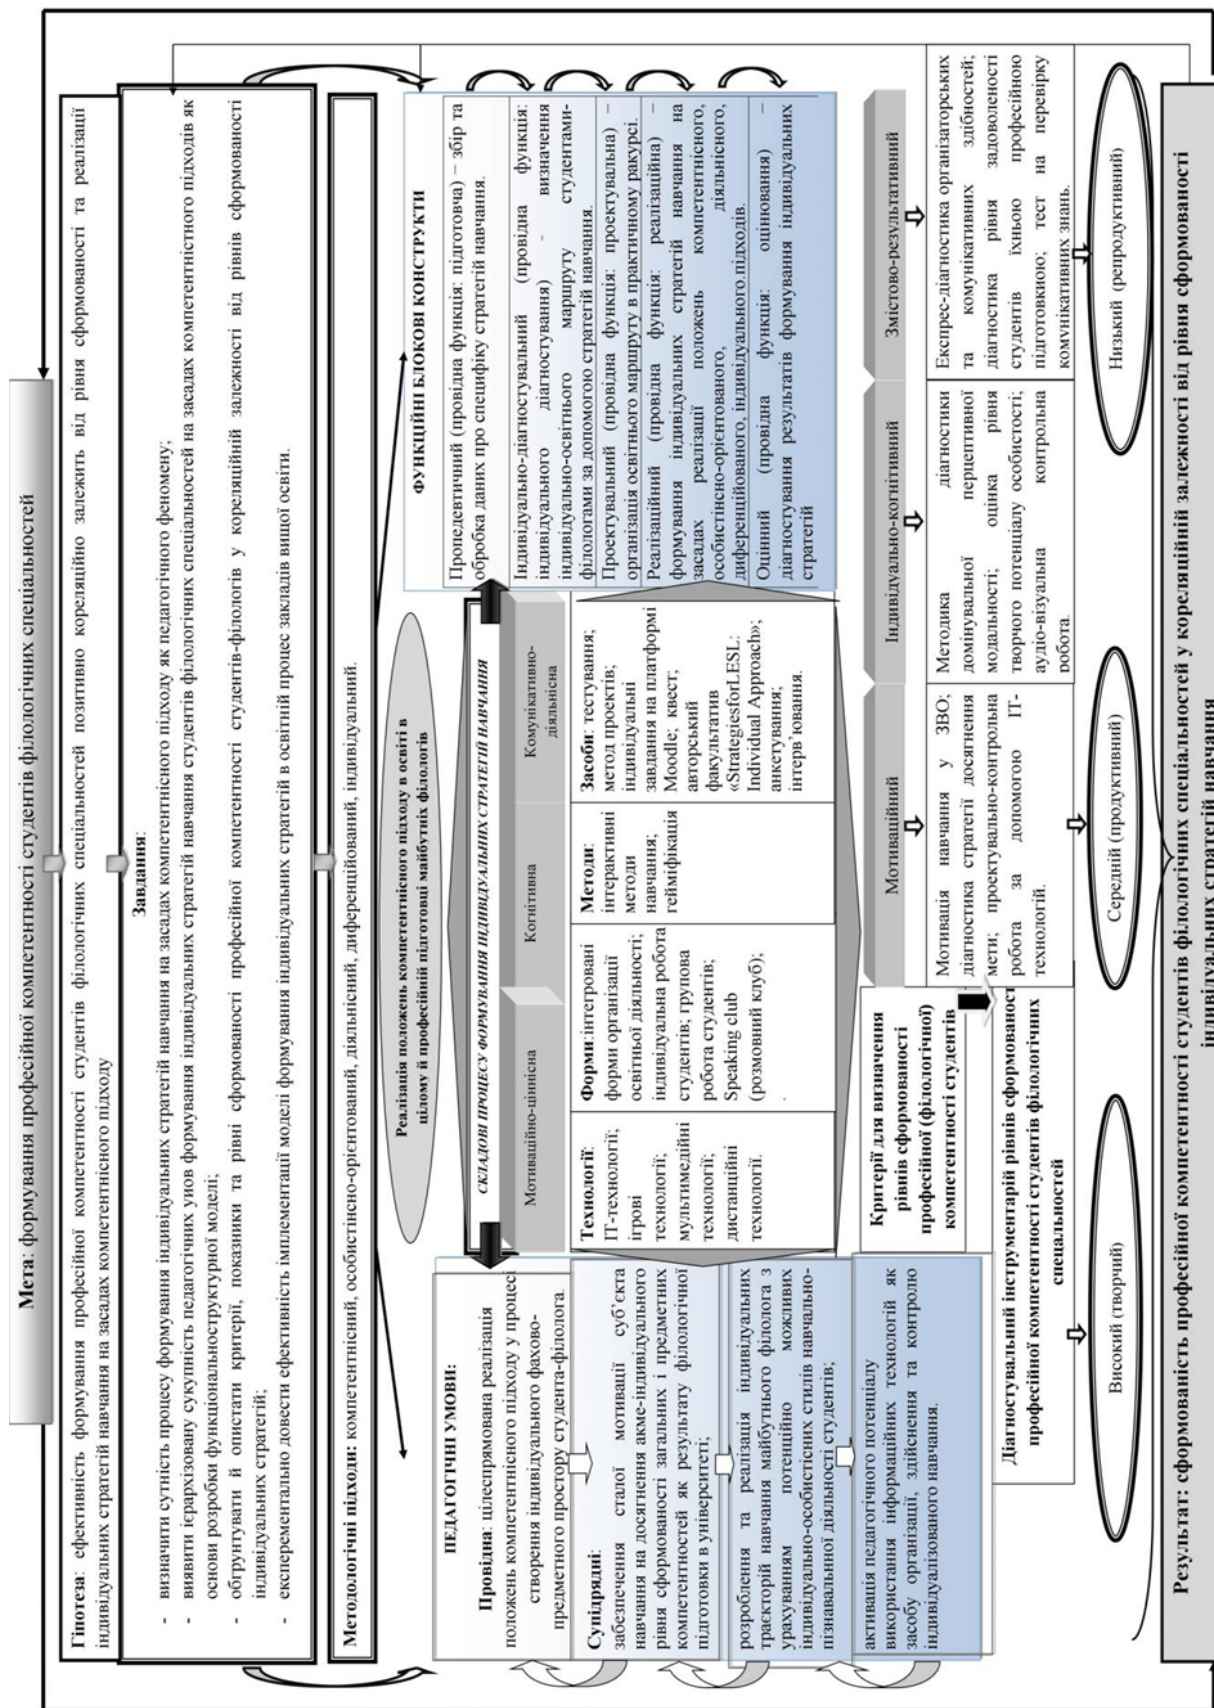 Мета: формування професійної компетентності студентів філологічних спеціальностей
Гіпотеза: ефективність формування професійної компетентності студентів філологічних спеціальностей позитивно кореляційно залежить від рівня сформованості та реалізації
індивідуальних стратегій навчання на засадах компетентнісного підходу
Завдання:
- визначити сутність процесу формування індивідуальних стратегій навчання на засадах компетентнісного підходу як педагогічного феномену;
- виявити ієрархізовану сукупність педагогічних умов формування індивідуальних стратегій навчання студентів філологічних спеціальностей на засадах компетентнісного підходів як
основи розробки функціональноструктурної моделі;
- обґрунтувати й описати критерії, показники та рівні сформованості професійної компетентності студентів-філологів у кореляційній залежності від рівнів сформованості
індивідуальних стратегій;
- експерементально довести ефективність імплементації моделі формування індивідуальних стратегій в освітній процес закладів вищої освіти.
Методологічні підходи: компетентнісний, особистінсно-орієнтований, діяльнісний, диференційований, індивідуальний.
Реалізація положень компетентнісного підходу в освіті в
цілому й професійній підготовці майбутніх філологів
ПЕДАГОГІЧНІ УМОВИ:
Провідна: цілеспрямована реалізація
положень компетентнісного підходу у процесі
створення індивідуального фахово-
предметного простору студента-філолога.
Супідрядні:
забезпечення сталої мотивації суб’єкта
навчання на досягнення акме-індивідуального
рівня сформованості загальних і предметних
компетентностей як результату філологічної
підготовки в університеті;
розроблення та реалізація індивідуальних
траєкторій навчання майбутнього філолога з
урахуванням потенційно можливих
індивідуально-особистісних стилів навчально-
пізнавальної діяльності студентів;
активація педагогічного потенціалу
використання інформаційних технологій як
засобу організації, здійснення та контролю
індивідуалізованого навчання.
СКЛАДОВІ ПРОЦЕСУ ФОРМУВАННЯ ІНДИВІДУАЛЬНИХ СТРАТЕГІЙ НАВЧАННЯ
Мотиваційно-ціннісна
Когнітивна
Комунікативно-
діяльнісна
Технології:
ІТ-технології;
ігрові
технології;
мультимедійні
технології;
дистанційні
технології.
Форми:інтегровані
форми організації
освітньої діяльності;
індивідуальна робота
студентів; групова
робота студентів;
Speaking club
(розмовний клуб);
.
Методи:
інтерактивні
методи
навчання;
гейміфікація
Засоби: тестування;
метод проектів;
індивідуальні
завдання на платформі
Moodle; квест;
авторський
факультатив
«StrategiesforLESL:
Individual Approach»;
анкетування;
інтерв’ювання.
ФУНКЦІЙНІ БЛОКОВІ КОНСТРУКТИ
Пропедевтичний (провідна функція: підготовча) – збір та
обробка даних про специфіку стратегій навчання.
Індивідуально-діагностувальний (провідна функція:
індивідуального діагностування) - визначення
індивідуально-освітнього маршруту студентами-
філологами за допомогою стратегій навчання.
Проектувальний (провідна функція: проектувальна) –
організація освітнього маршруту в практичному ракурсі.
Реалізаційний (провідна функція: реалізаційна) –
формування індивідуальних стратегій навчання на
засадах реалізації положень компетентнісного,
особистінсно-орієнтованого, діяльнісного,
диференційованого, індивідуального підходів.
Оцінний (провідна функція: оцінювання) –
діагностування результатів формування індивідуальних
стратегій
Критерії для визначення
рівнів сформованості
професійної (філологічної)
компетентності студентів
Мотиваційний
Індивідуально-когнітивний
Змістово-результативний
Діагностувальний інструментарій рівнів сформованості
професійної компетентності студентів філологічних
спецальностей
Мотивація навчання у ЗВО;
діагностика стратегії досягнення
мети; проектувально-контрольна
робота за допомогою ІТ-
технологій.
Методика діагностики
домінувальної перцептивної
модальності; оцінка рівня
творчого потенціалу особистості;
аудіо-візуальна контрольна
робота.
Експрес-діагностика організаторських
та комунікативних здібностей;
діагностика рівня задоволеності
студентів їхньою професійною
підготовкиою; тест на перевірку
комунікативних знань.
Високий (творчий)
Середній (продуктивний)
Низький (репродуктивний)
Результат: сформованість професійної компетентності студентів філологічних спеціальностей у кореляційній залежності від рівня сформованості
індивідуальних стратегій навчання